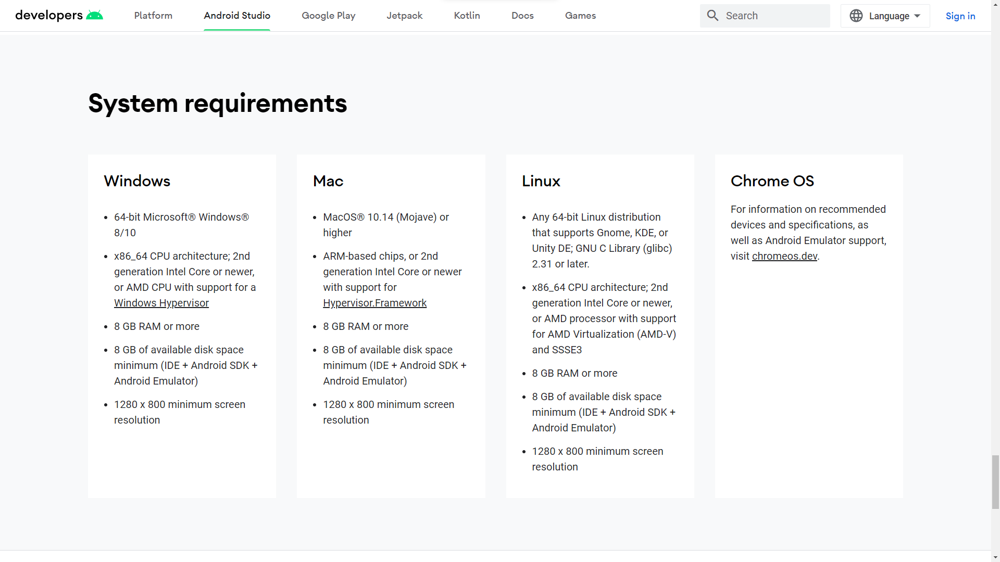 developers
Platform
Android Studio
Google Play
Jetpack
Kotlin
Docs
Games
Search
Language
Sign in
System requirements
Windows
• 64-bit Microsoft® Windows®
8/10
• x86_64 CPU architecture; 2nd
generation Intel Core or newer,
or AMD CPU with support for a
Windows Hypervisor
• 8 GB RAM or more
• 8 GB of available disk space
minimum (IDE + Android SDK +
Android Emulator)
• 1280 x 800 minimum screen
resolution
Mac
• MacOS® 10.14 (Mojave) or
higher
• ARM-based chips, or 2nd
generation Intel Core or newer
with support for
Hypervisor.Framework
• 8 GB RAM or more
• 8 GB of available disk space
minimum (IDE + Android SDK +
Android Emulator)
• 1280 x 800 minimum screen
resolution
Linux
• Any 64-bit Linux distribution
that supports Gnome, KDE, or
Unity DE; GNU C Library (glibc)
2.31 or later.
• x86_64 CPU architecture; 2nd
generation Intel Core or newer,
or AMD processor with support
for AMD Virtualization (AMD-V)
and SSSE3
• 8 GB RAM or more
• 8 GB of available disk space
minimum (IDE + Android SDK +
Android Emulator)
• 1280 x 800 minimum screen
resolution
Chrome OS
For information on recommended
devices and specifications, as
well as Android Emulator support,
visit chromeos.dev.